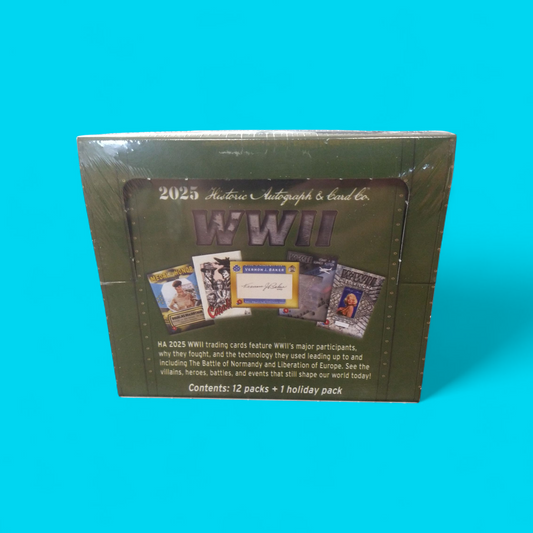 2025 Historic Autograph & Card Co.
WWII
VERNON J. BAKER
HA 2025 WWII trading cards feature WWII's major participants,
why they fought, and the technology they used leading up to and
including The Battle of Normandy and Liberation of Europe. See the
villains, heroes, battles, and events that still shape our world today!
Contents: 12 packs + 1 holiday pack